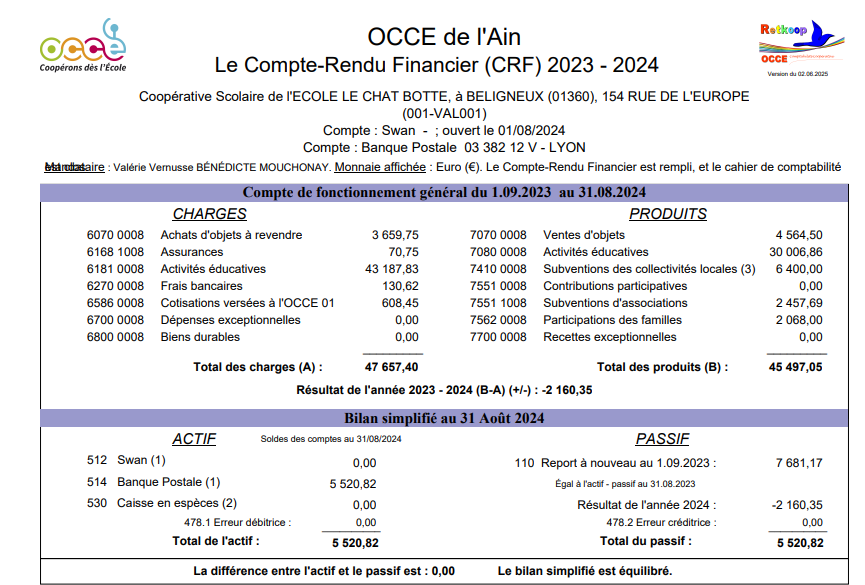 OCCE de l'Ain
Le Compte-Rendu Financier (CRF) 2023 - 2024
occe
Coopérons dès l'École
Retkoop
OCCE
Version du 02.06.2025
Coopérative Scolaire de l'ECOLE LE CHAT BOTTE, à BELIGNEUX (01360), 154 RUE DE L'EUROPE
(001-VAL001)
Compte : Swan - ; ouvert le 01/08/2024
Compte : Banque Postale 03 382 12 V - LYON
: Valérie Vernusse BÉNÉDICTE MOUCHONAY. Monnaie affichée : Euro (€). Le Compte-Rendu Financier est rempli, et le cahier de comptabilité
Compte de fonctionnement général du 1.09.2023 au 31.08.2024
CHARGES PRODUITS
6070 0008 Achats d'objets à revendre 3 659,75 7070 0008 Ventes d'objets 4 564,50
6168 1008 Assurances 70,75 7080 0008 Activités éducatives 30 006,86
6181 0008 Activités éducatives 43 187,83 7410 0008 Subventions des collectivités locales (3) 6 400,00
6270 0008 Frais bancaires 130,62 7551 0008 Contributions participatives 0,00
6586 0008 Cotisations versées à l'OCCE 01 608,45 7551 1008 Subventions d'associations 2 457,69
6700 0008 Dépenses exceptionnelles 0,00 7562 0008 Participations des familles 2 068,00
6800 0008 Biens durables 0,00 7700 0008 Recettes exceptionnelles 0,00
Total des charges (A) : 47 657,40 Total des produits (B) : 45 497,05
Résultat de l'année 2023 - 2024 (B-A) (+/-) : -2 160,35
Bilan simplifié au 31 Août 2024
ACTIF Soldes des comptes au 31/08/2024 PASSIF
512 Swan (1) 0,00 110 Report à nouveau au 1.09.2023 : 7 681,17
514 Banque Postale (1) 5 520,82 Égal à l'actif - passif au 31.08.2023
530 Caisse en espèces (2) 0,00 Résultat de l'année 2024 : -2 160,35
478.1 Erreur débitrice : 0,00 478.2 Erreur créditrice : 0,00
Total de l'actif : 5 520,82 Total du passif : 5 520,82
La différence entre l'actif et le passif est : 0,00 Le bilan simplifié est équilibré.